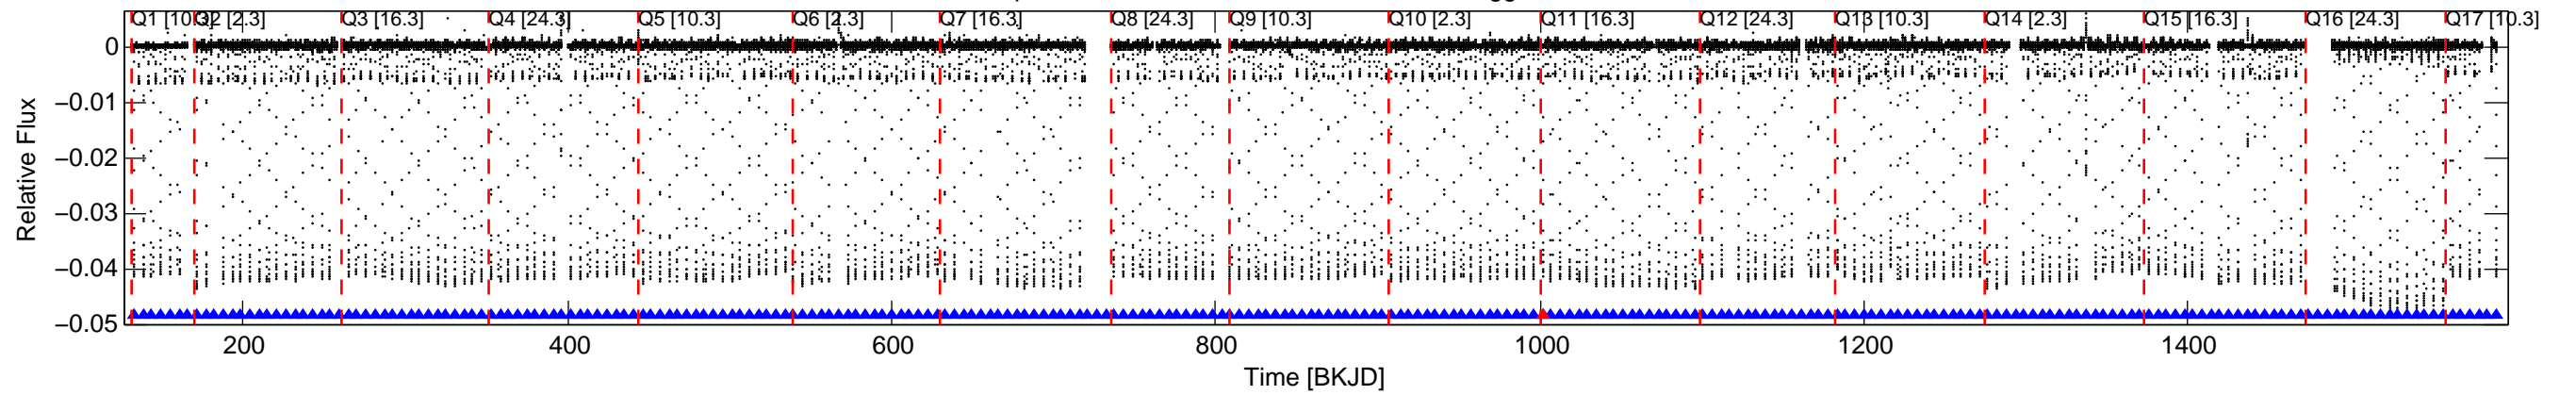 Q1 [10.3] Q2 [2.3] Q3 [16.3] Q4 [24.3] Q5 [10.3] Q6 [2.3] Q7 [16.3] Q8 [24.3] Q9 [10.3] Q10 [2.3] Q11 [16.3] Q12 [24.3] Q13 [10.3] Q14 [2.3] Q15 [16.3] Q16 [24.3] Q17 [10.3]
0
−0.01
−0.02
−0.03
−0.04
−0.05
Relative Flux
200 400 600 800 1000 1200 1400
Time [BKJD]